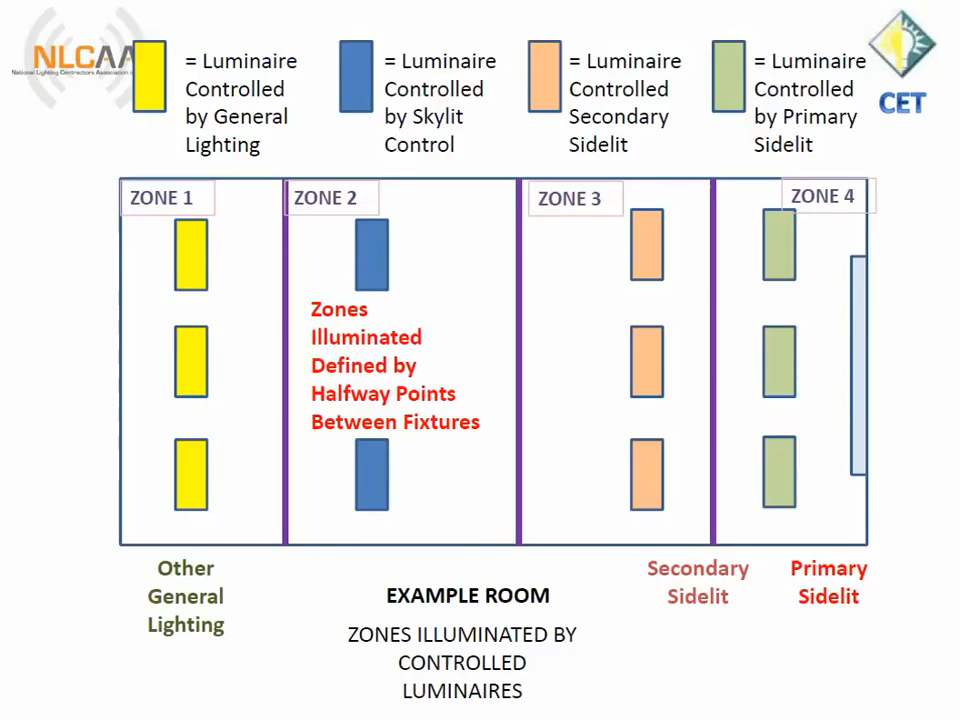 NLCAA
National Lighting Contractors Association
= Luminaire
Controlled
by General
Lighting
= Luminaire
Controlled
by Skylit
Control
= Luminaire
Controlled
Secondary
Sidelit
= Luminaire
Controlled
by Primary
Sidelit
CET
ZONE 1
ZONE 2
ZONE 3
ZONE 4
Zones
Illuminated
Defined by
Halfway Points
Between Fixtures
Other
General
Lighting
EXAMPLE ROOM
ZONES ILLUMINATED BY
CONTROLLED
LUMINAIRES
Secondary
Sidelit
Primary
Sidelit